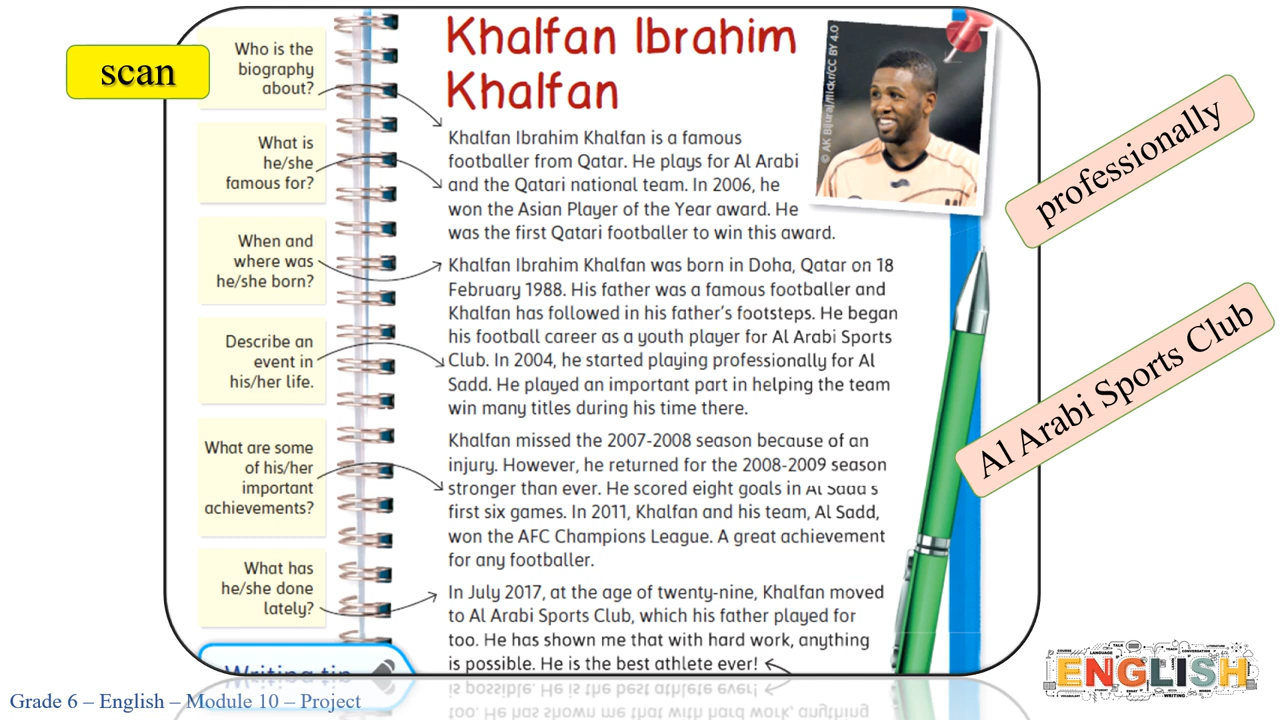 scan
Who is the
biography
about?
What is
he/she
famous for?
When and
where was
he/she born?
Describe an
event in
his/her life.
What are some
of his/her
important
achievements?
What has
he/she done
lately?
Writing tip
Khalfan Ibrahim
Khalfan
Khalfan Ibrahim Khalfan is a famous
footballer from Qatar. He plays for Al Arabi
and the Qatari national team. In 2006, he
won the Asian Player of the Year award. He
was the first Qatari footballer to win this award.
Khalfan Ibrahim Khalfan was born in Doha, Qatar on 18
February 1988. His father was a famous footballer and
Khalfan has followed in his father's footsteps. He began
his football career as a youth player for Al Arabi Sports
Club. In 2004, he started playing professionally for Al
Sadd. He played an important part in helping the team
win many titles during his time there.
Khalfan missed the 2007-2008 season because of an
injury. However, he returned for the 2008-2009 season
stronger than ever. He scored eight goals in Al Sadd's
first six games. In 2011, Khalfan and his team, Al Sadd,
won the AFC Champions League. A great achievement
for any footballer.
In July 2017, at the age of twenty-nine, Khalfan moved
to Al Arabi Sports Club, which his father played for
too. He has shown me that with hard work, anything
is possible. He is the best athlete ever!
© AK Bijuraj/flickr/CC BY 4.0
professionally
Al Arabi Sports Club
ENGLISH
Grade 6 – English – Module 10 – Project